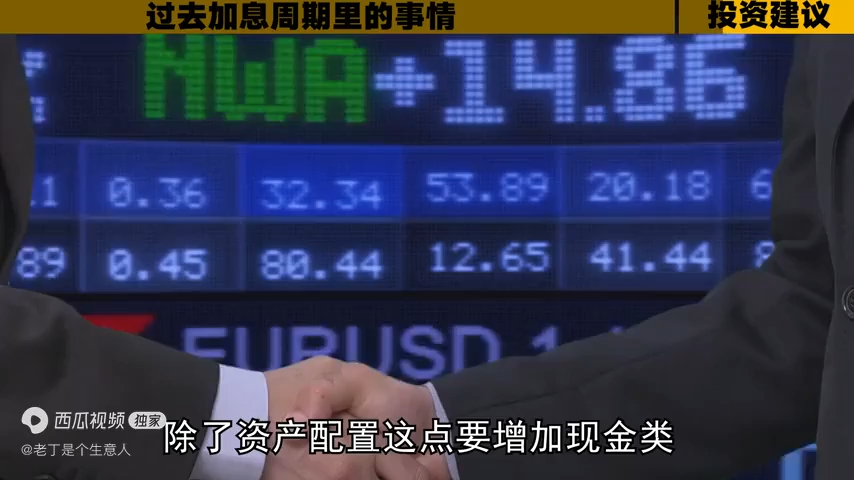 过去加息周期里的事情
投资建议
NWA+14.86
0.36 32.34 53.89 20.18
89 0.45 80.44 12.65 41.44
EURUSD 1.
西瓜视频 独家
@老丁是个生意人
除了资产配置这点要增加现金类